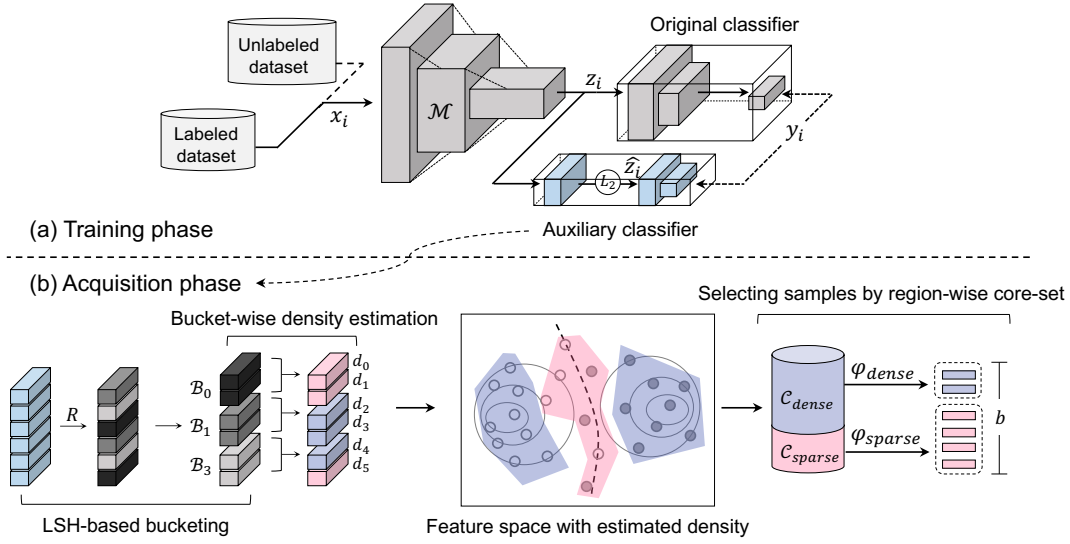 Unlabeled
dataset
Labeled
dataset
x_i
ℳ
z_i
Original classifier
y_i
L_2
\hat{z}_i
Auxiliary classifier
(a) Training phase
(b) Acquisition phase
Selecting samples by region-wise core-set
Bucket-wise density estimation
R
ℬ_0
ℬ_1
ℬ_3
d_0
d_1
d_2
d_3
d_4
d_5
LSH-based bucketing
Feature space with estimated density
𝒞_dense
𝒞_sparse
φ_dense
φ_sparse
b